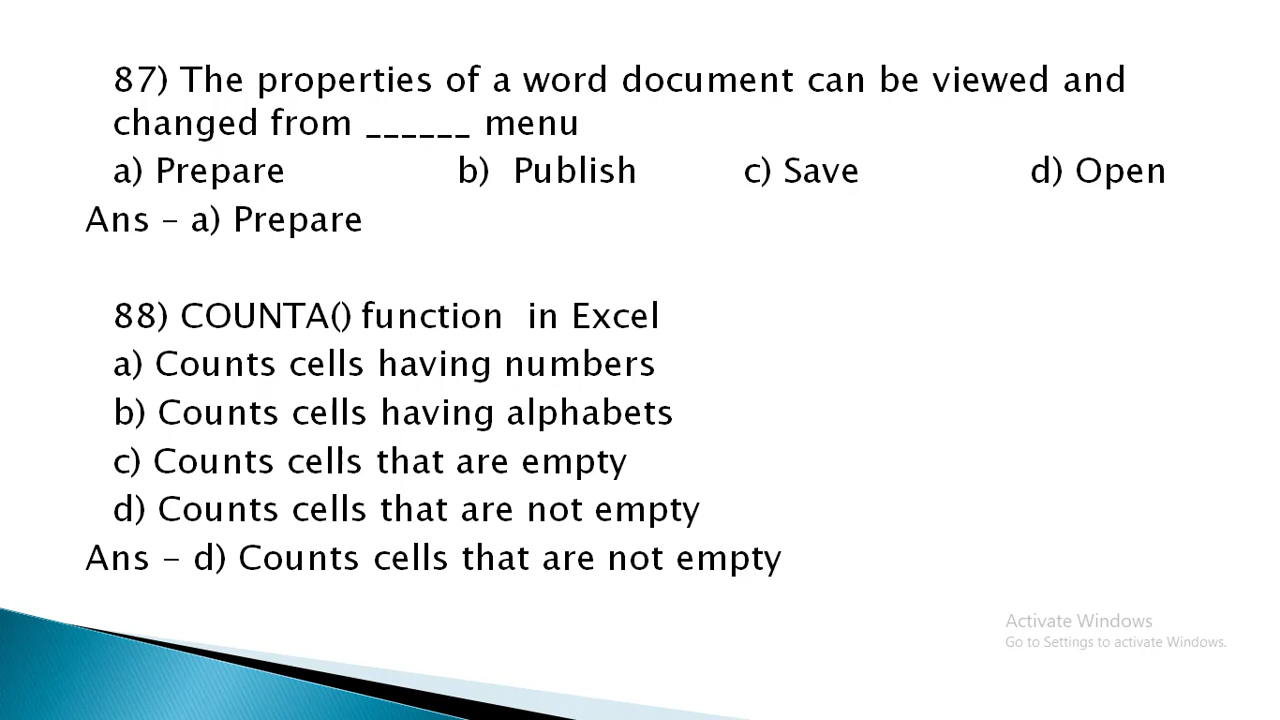 87) The properties of a word document can be viewed and
changed from ______ menu
a) Prepare b) Publish c) Save d) Open
Ans – a) Prepare
88) COUNTA() function in Excel
a) Counts cells having numbers
b) Counts cells having alphabets
c) Counts cells that are empty
d) Counts cells that are not empty
Ans – d) Counts cells that are not empty
Activate Windows
Go to Settings to activate Windows.